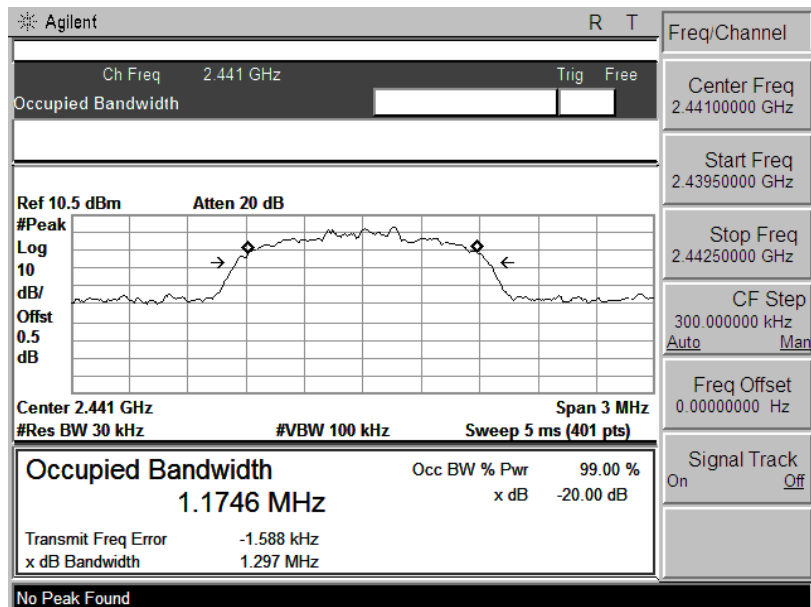 Agilent R T
Ch Freq 2.441 GHz Trig Free
Occupied Bandwidth
Ref 10.5 dBm Atten 20 dB
#Peak
Log
10
dB/
Offst
0.5
dB
Center 2.441 GHz Span 3 MHz
#Res BW 30 kHz #VBW 100 kHz Sweep 5 ms (401 pts)
Occupied Bandwidth
1.1746 MHz
Occ BW % Pwr 99.00 %
x dB -20.00 dB
Transmit Freq Error -1.588 kHz
x dB Bandwidth 1.297 MHz
No Peak Found
Freq/Channel
Center Freq
2.44100000 GHz
Start Freq
2.43950000 GHz
Stop Freq
2.44250000 GHz
CF Step
300.000000 kHz
Auto Man
Freq Offset
0.00000000 Hz
Signal Track
On Off